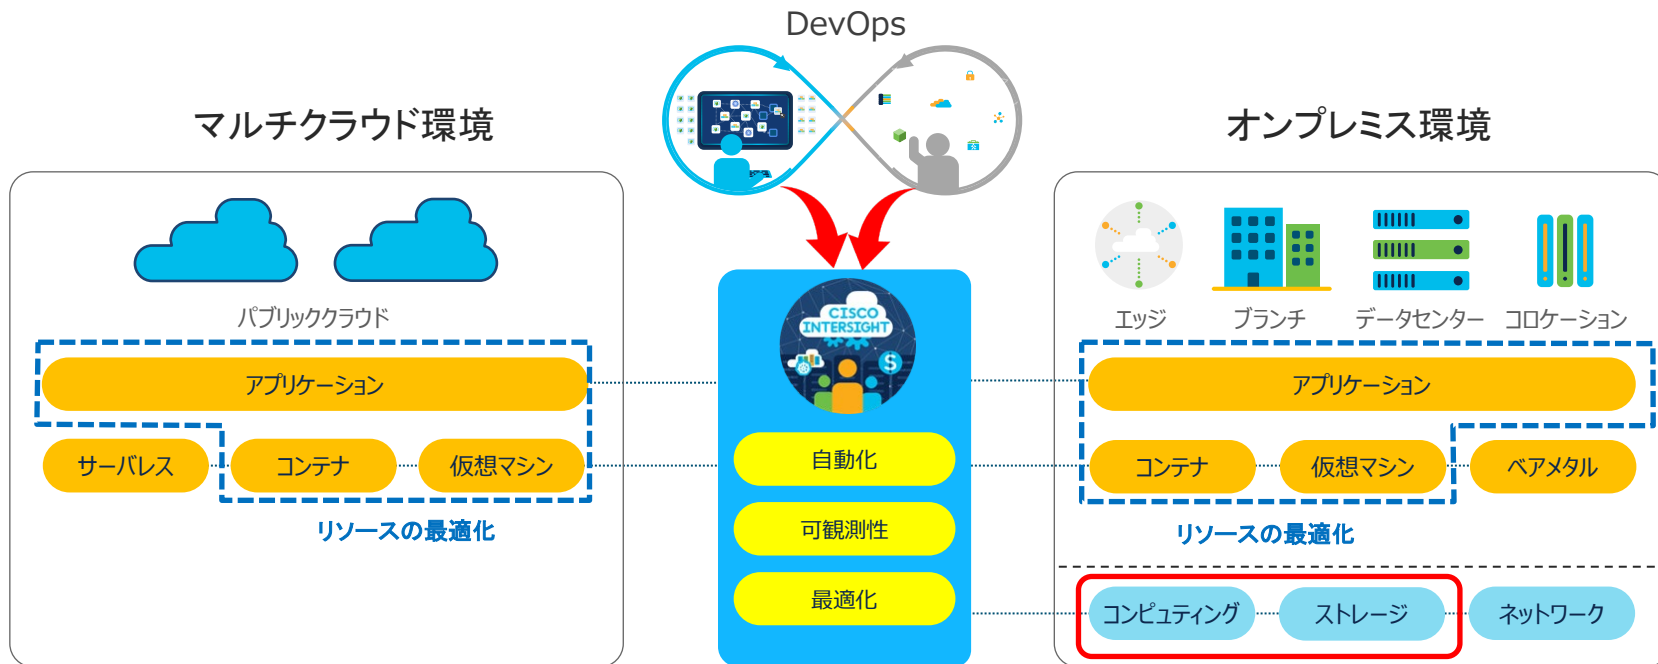 DevOps
マルチクラウド環境
オンプレミス環境
パブリッククラウド
エッジ
ブランチ
データセンター
コロケーション
CISCO
INTERSIGHT
$
アプリケーション
アプリケーション
サーバレス
コンテナ
仮想マシン
自動化
コンテナ
仮想マシン
ベアメタル
リソースの最適化
可観測性
リソースの最適化
最適化
コンピュティング
ストレージ
ネットワーク